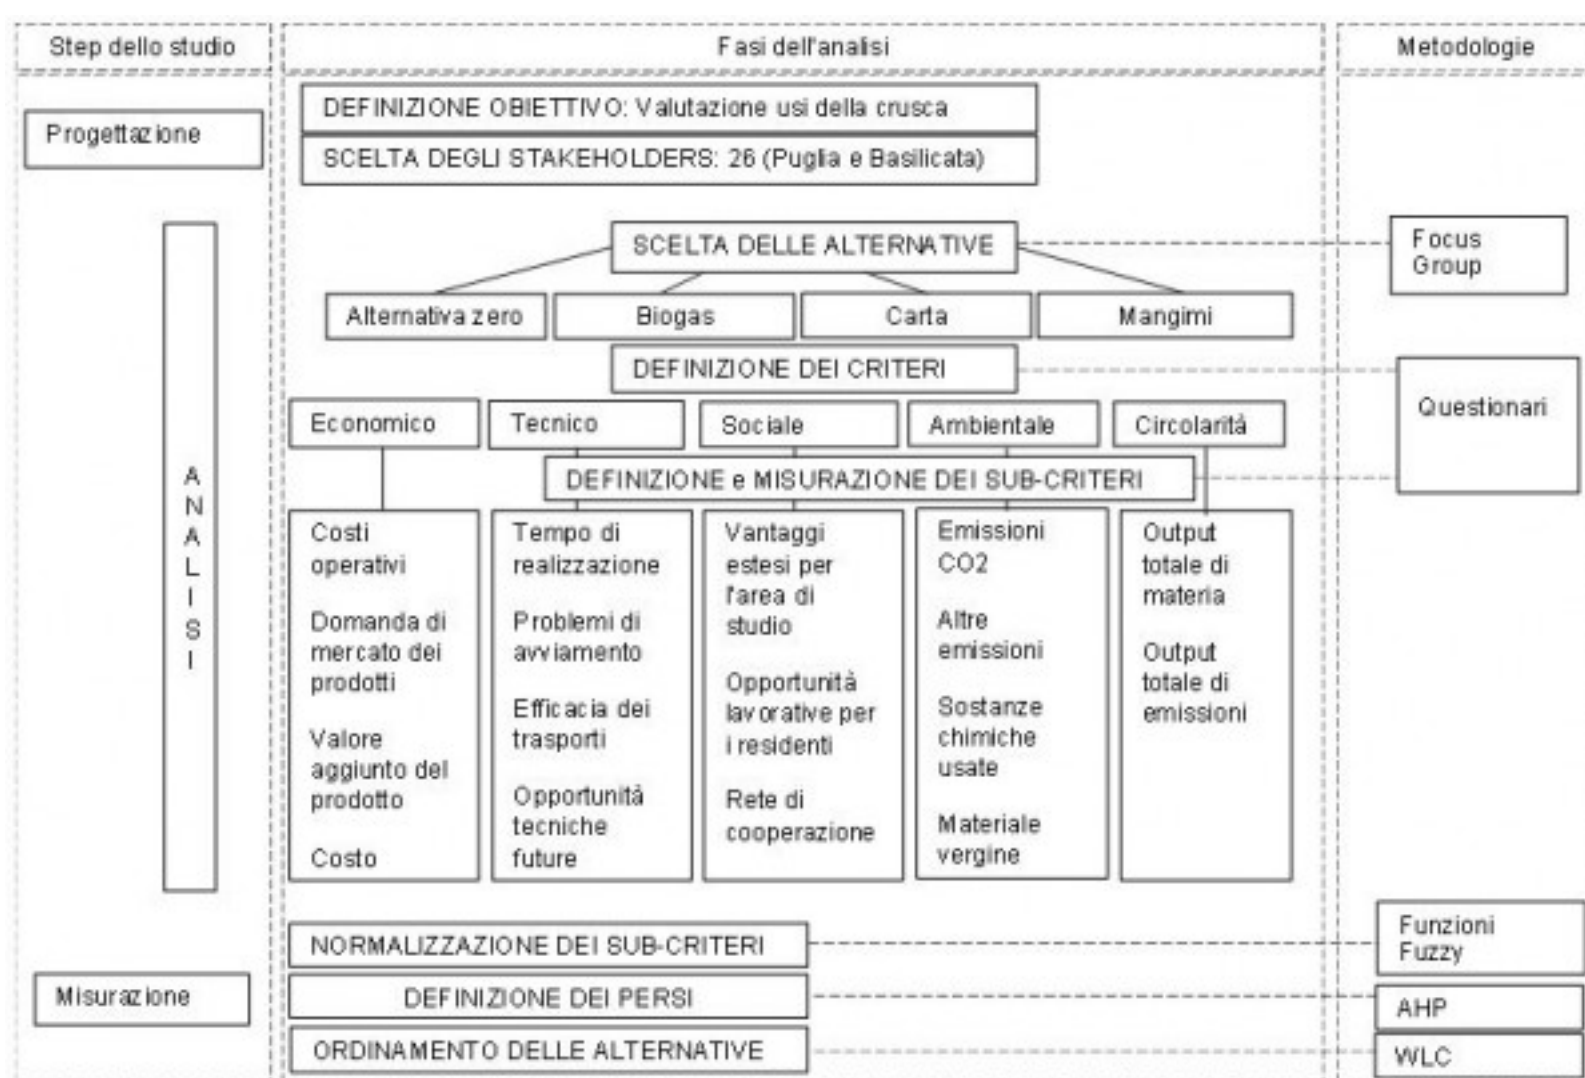 Step dello studio
Fasi dell'analisi
Metodologie
Progettazione
DEFINIZIONE OBIETTIVO: Valutazione usi della crusca
SCELTA DEGLI STAKEHOLDERS: 26 (Puglia e Basilicata)
ANALISI
SCELTA DELLE ALTERNATIVE
Focus
Group
Alternativa zero
Biogas
Carta
Mangimi
DEFINIZIONE DEI CRITERI
Questionari
Economico
Tecnico
Sociale
Ambientale
Circolarità
DEFINIZIONE e MISURAZIONE DEI SUB-CRITERI
Costi
operativi
Domanda di
mercato dei
prodotti
Valore
aggiunto del
prodotto
Costo
Tempo di
realizzazione
Problemi di
avviamento
Efficacia dei
trasporti
Opportunità
tecniche
future
Vantaggi
estesi per
l'area di
studio
Opportunità
lavorative per
i residenti
Rete di
cooperazione
Emissioni
CO2
Altre
emissioni
Sostanze
chimiche
usate
Materiale
vergine
Output
totale di
materia
Output
totale di
emissioni
Misurazione
NORMALIZZAZIONE DEI SUB-CRITERI
Funzioni
Fuzzy
DEFINIZIONE DEI PERSI
AHP
ORDINAMENTO DELLE ALTERNATIVE
WLC